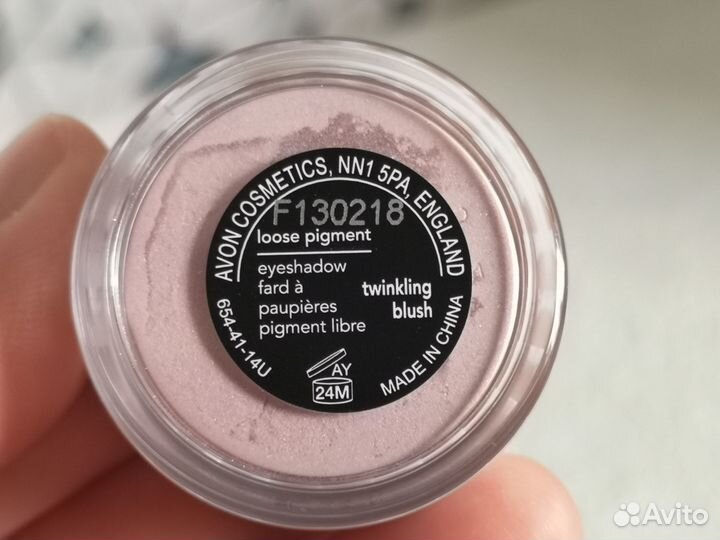 AVON COSMETICS, NN1 5PA, ENGLAND
F130218
loose pigment
eyeshadow
fard à
paupières
pigment libre
twinkling
blush
654-41-14U
AY
24M
MADE IN CHINA
Avito